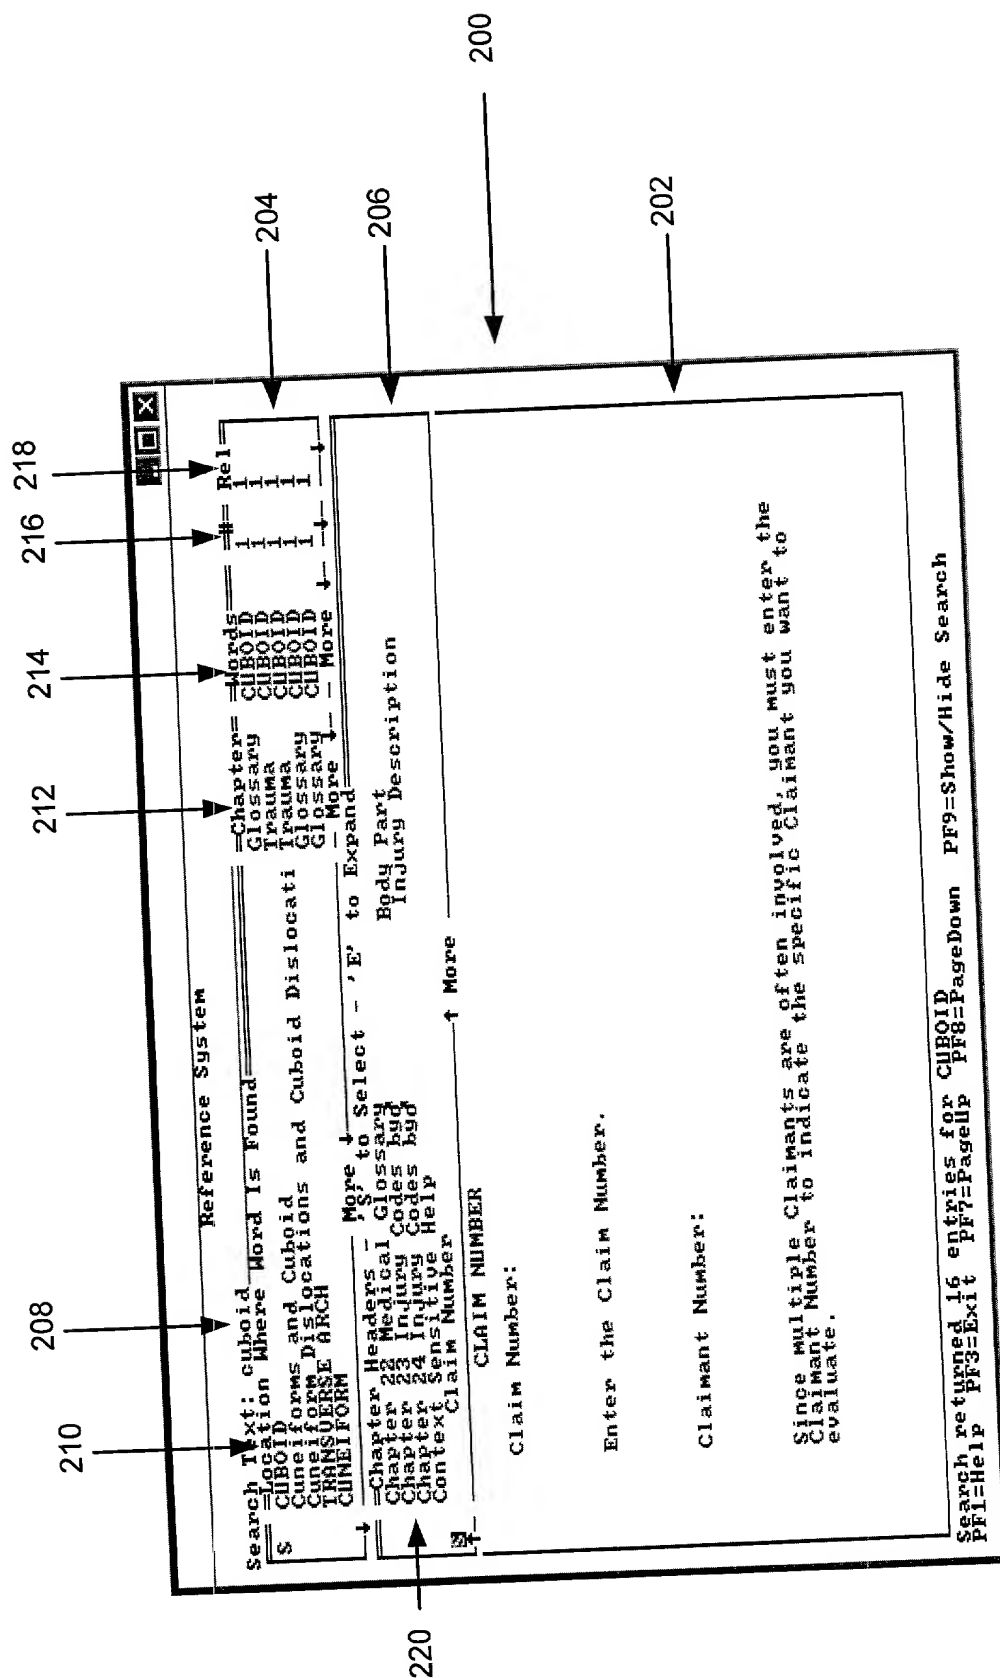 Reference System
Search Text: cuboid
Location Where Word Is Found Chapter Words # Rel
S CUBOID Glossary CUBOID 1 1
Cuneiforms and Cuboid Trauma CUBOID 1 1
Cuneiform Dislocations and Cuboid Dislocati Trauma CUBOID 1 1
TRANSVERSE ARCH Glossary CUBOID 1 1
CUNEIFORM Glossary CUBOID 1 1
More ↓ More ↓ More ↓ ↓ ↓
Chapter Headers - 'S' to Select - 'E' to Expand
Chapter 22 Medical Glossary
Chapter 23 Injury Codes byd Body Part
Chapter 24 Injury Codes byd Injury Description
Context Sensitive Help
Claim Number
↑ More
CLAIM NUMBER
Claim Number:
Enter the Claim Number.
Claimant Number:
Since multiple Claimants are often involved, you must enter the
Claimant Number to indicate the specific Claimant you want to
evaluate.
Search returned 16 entries for CUBOID
PF1=Help PF3=Exit PF7=PageUp PF8=PageDown PF9=Show/Hide Search
200
202
204
206
208
210
212
214
216
218
220